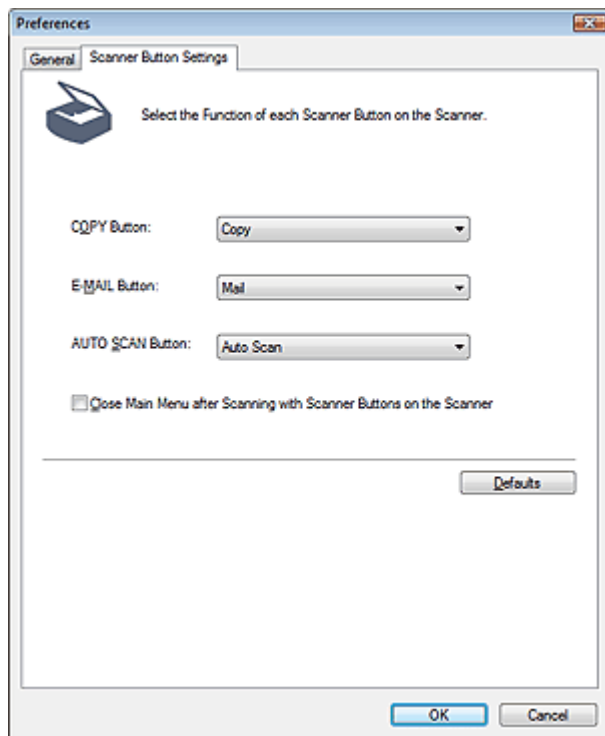 Preferences
General Scanner Button Settings
Select the Function of each Scanner Button on the Scanner.
COPY Button: Copy
E-MAIL Button: Mail
AUTO SCAN Button: Auto Scan
Close Main Menu after Scanning with Scanner Buttons on the Scanner
Defaults
OK Cancel